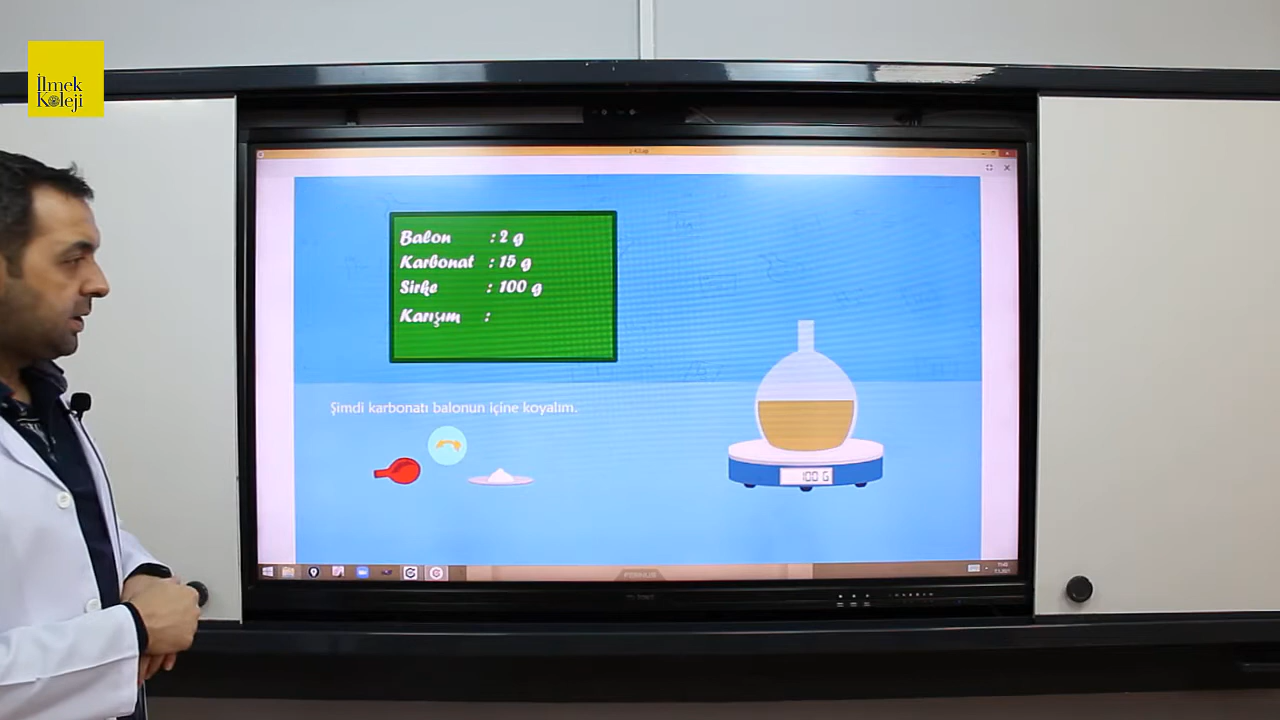 İlmek
Koleji
Balon : 2 g
Karbonat : 15 g
Sirke : 100 g
Karışım :
Şimdi karbonatı balonun içine koyalım.
100 G